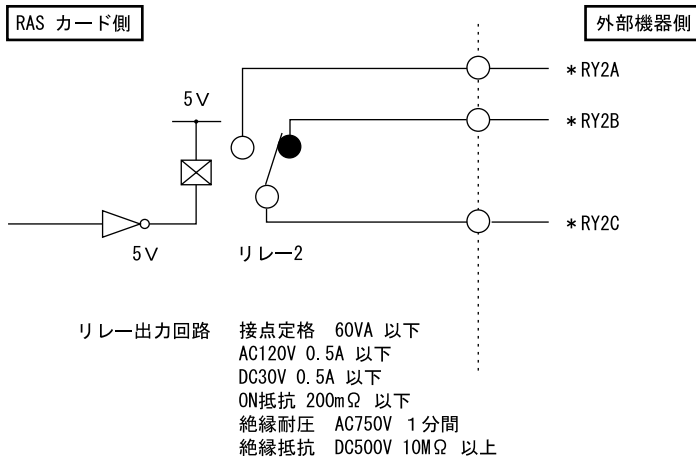 RAS カード側
外部機器側
＊RY2A
5V
＊RY2B
＊RY2C
5V
リレー2
リレー出力回路 接点定格 60VA 以下
AC120V 0.5A 以下
DC30V 0.5A 以下
ON抵抗 200mΩ 以下
絶縁耐圧 AC750V 1分間
絶縁抵抗 DC500V 10MΩ 以上